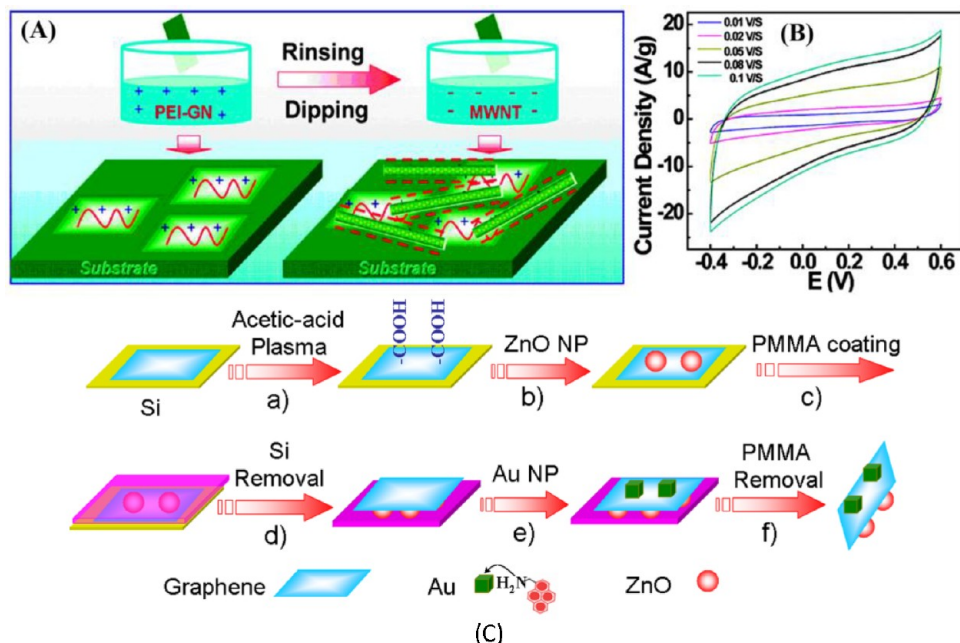 (A)
Rinsing
Dipping
+ + + +
PEI-GN
+ + + +
- - - -
MWNT
- - - -
Substrate
Substrate
(B)
0.01 V/S
0.02 V/S
0.05 V/S
0.08 V/S
0.1 V/S
Current Density (A/g)
20
10
0
-10
-20
-0.4 -0.2 0.0 0.2 0.4 0.6
E (V)
Acetic-acid
Plasma
-COOH
-COOH
ZnO NP
PMMA coating
Si
a)
b)
c)
Si
Removal
Au NP
PMMA
Removal
d)
e)
f)
Graphene
Au
H2N
ZnO
(C)